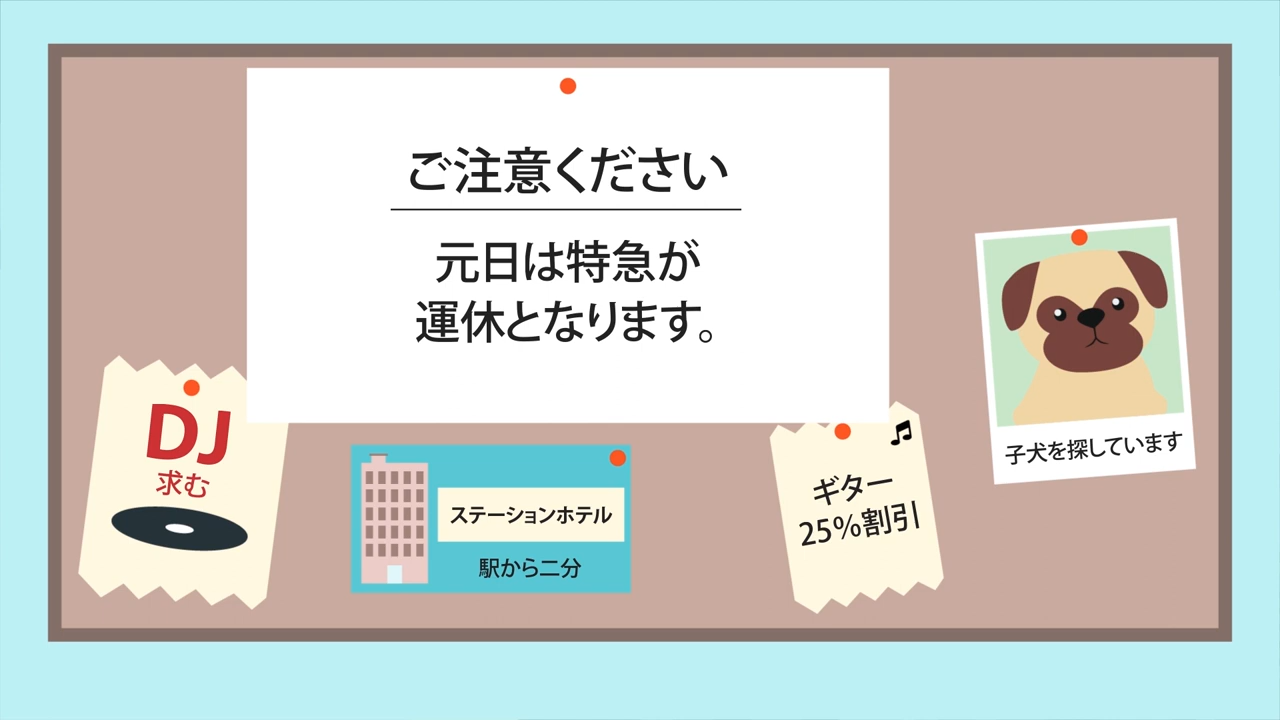 ご注意ください
元日は特急が
運休となります。
DJ
求む
ステーションホテル
駅から二分
ギター
25%割引
子犬を探しています